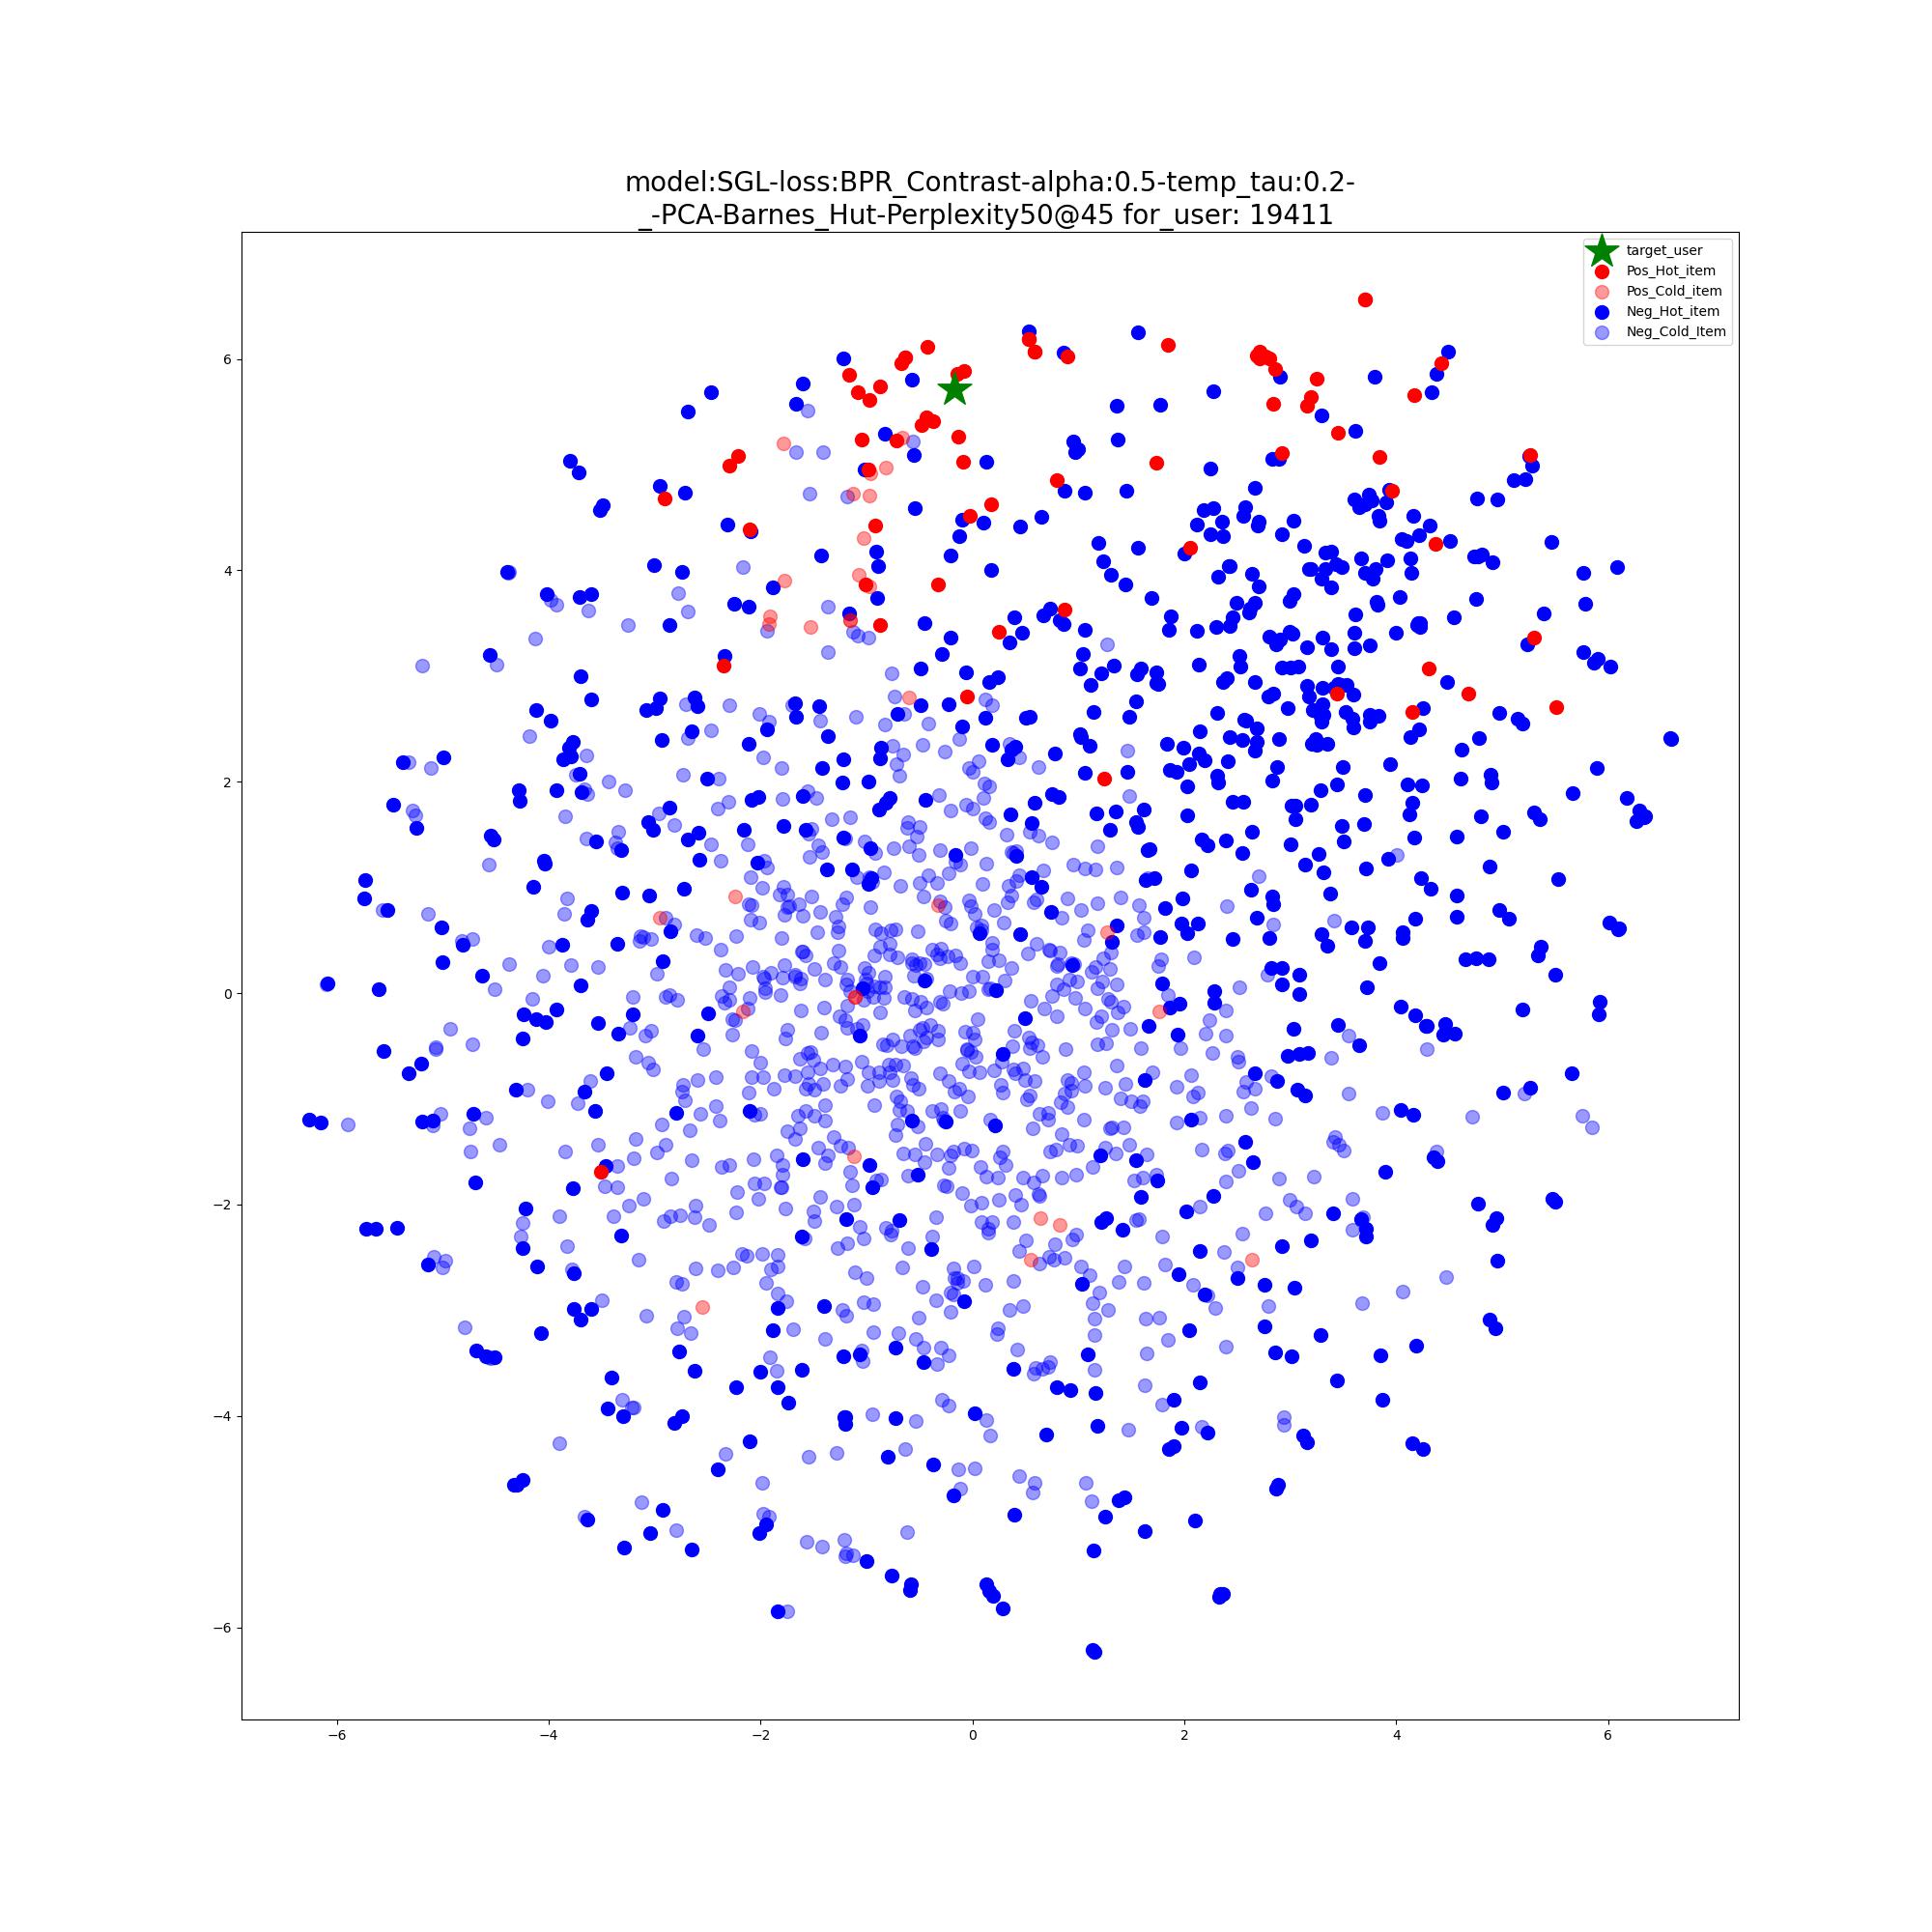 model:SGL-loss:BPR_Contrast-alpha:0.5-temp_tau:0.2-
_-PCA-Barnes_Hut-Perplexity50@45 for_user: 19411
target_user
Pos_Hot_item
Pos_Cold_item
Neg_Hot_item
Neg_Cold_Item
6
4
2
0
−2
−4
−6
−6 −4 −2 0 2 4 6